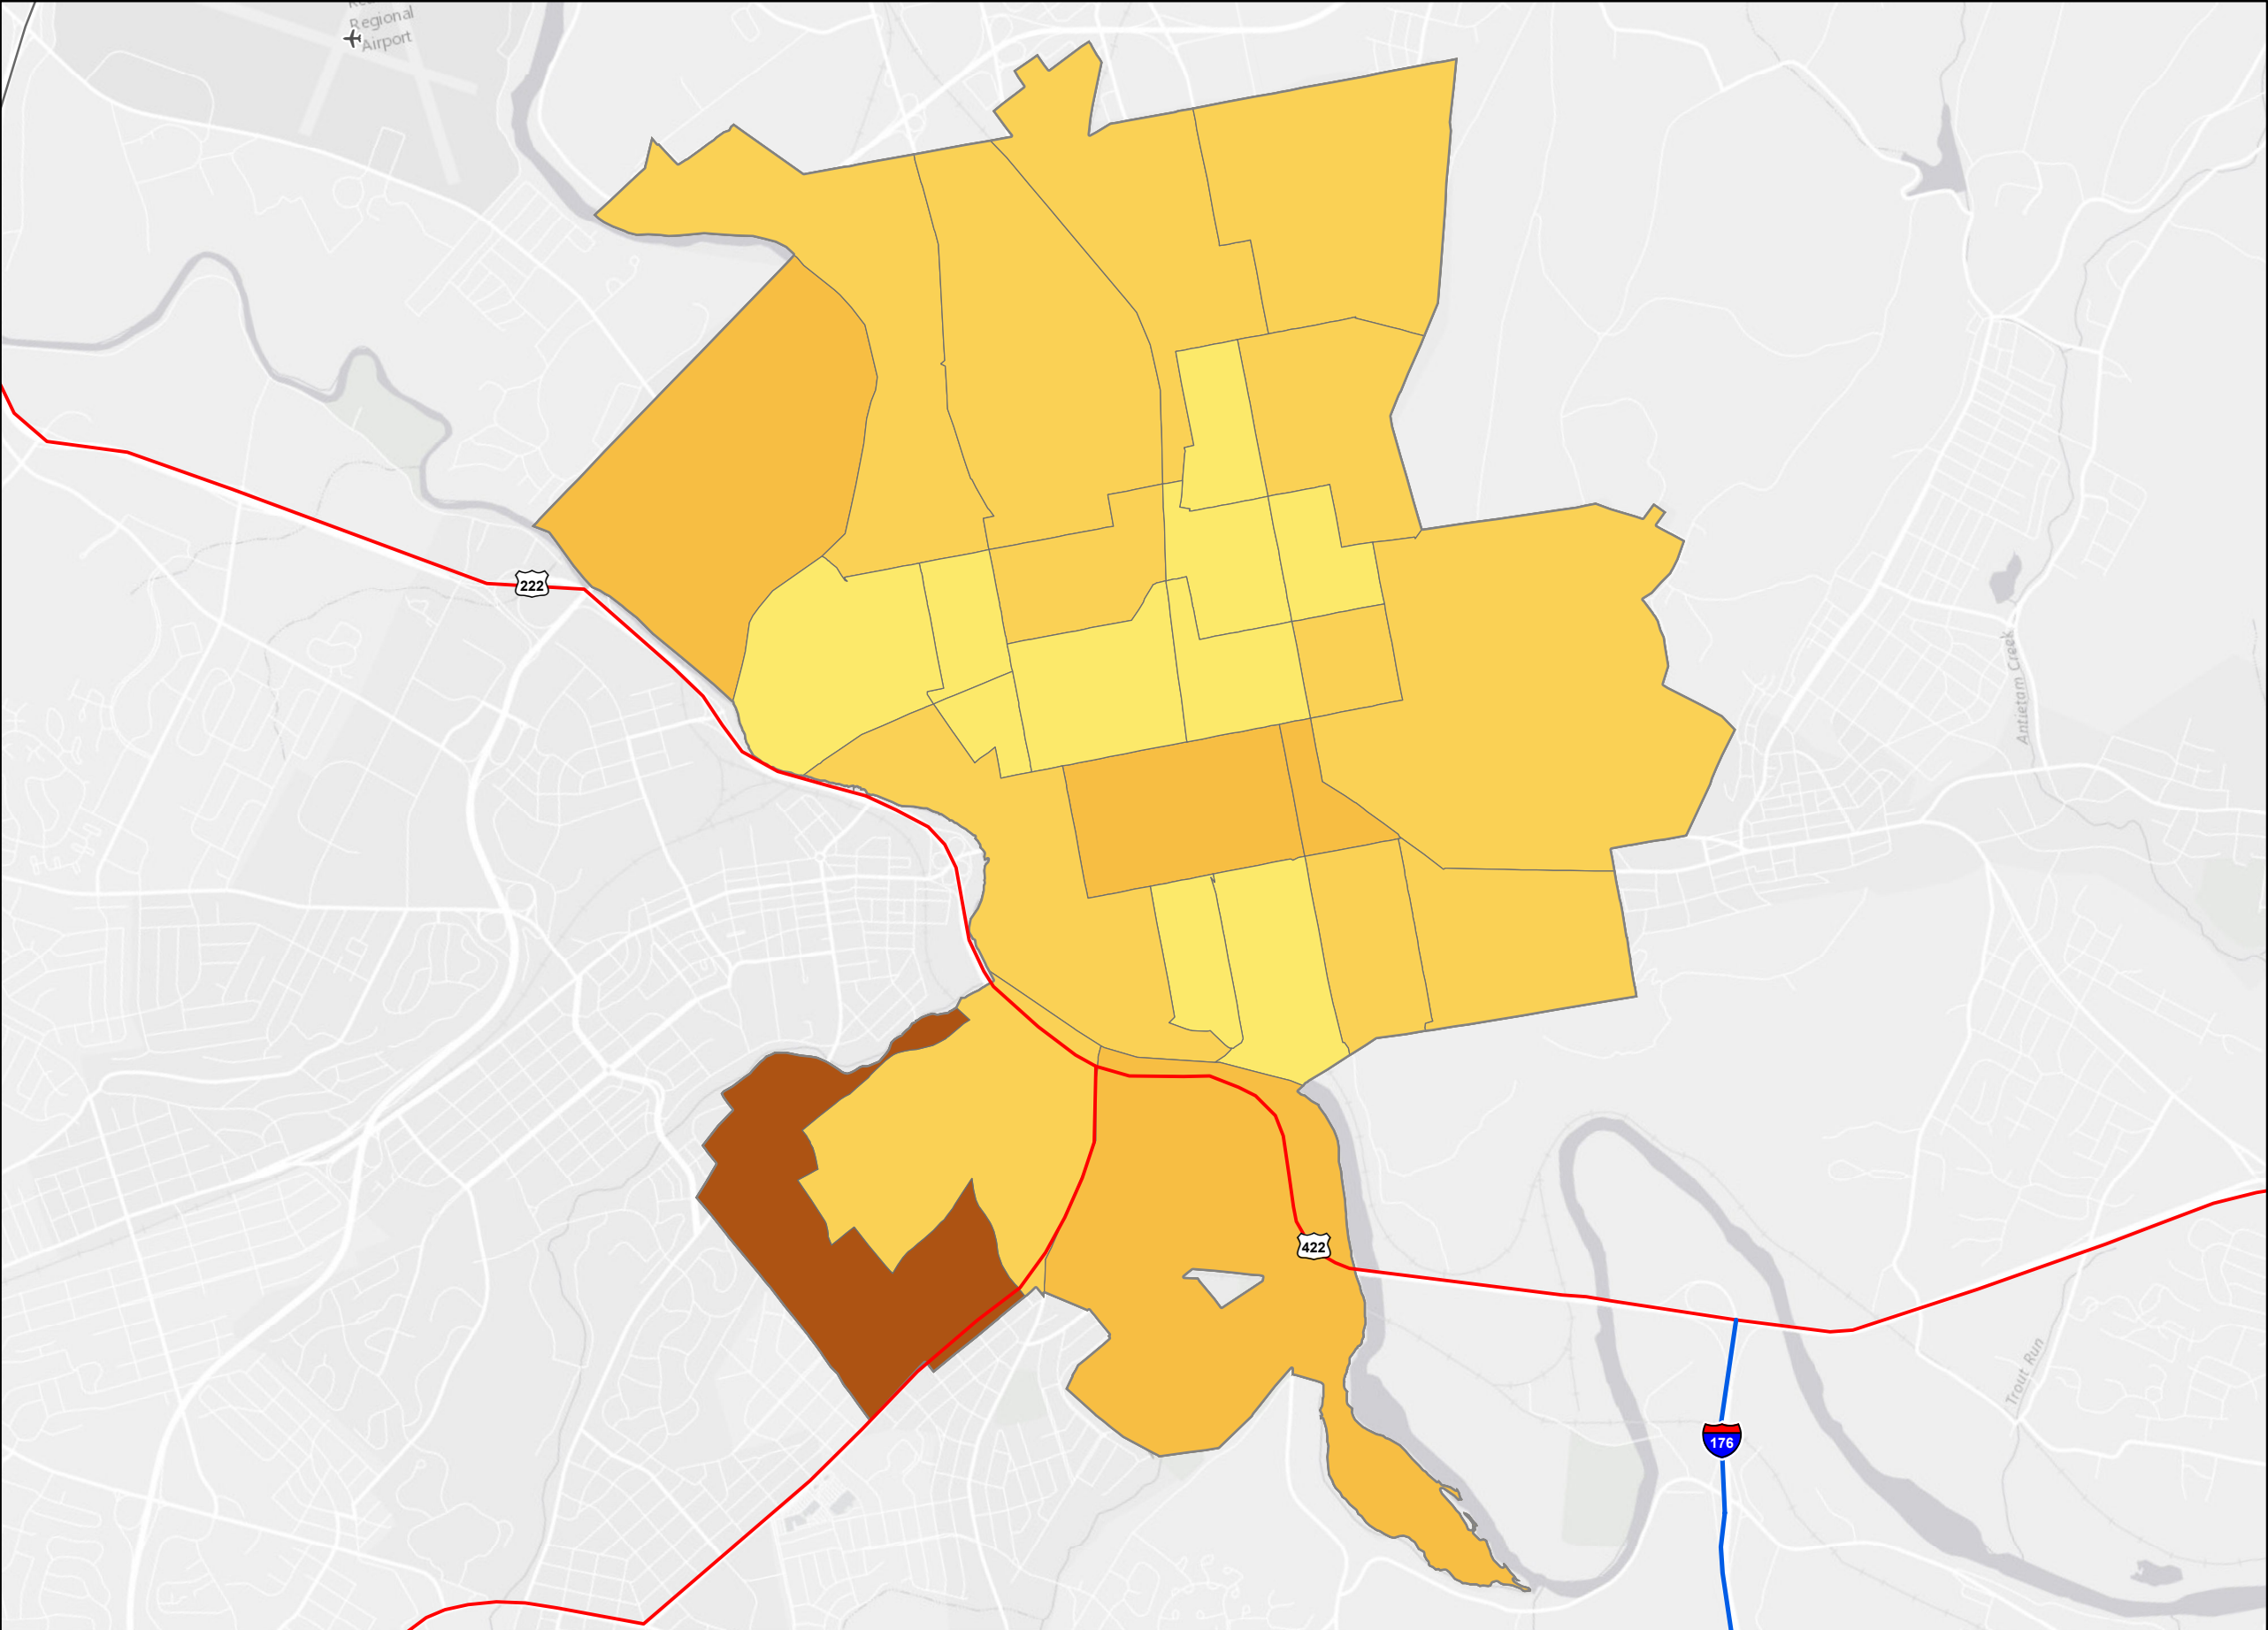 Regional
Airport
222
Antietam Creek
422
Trout Run
176